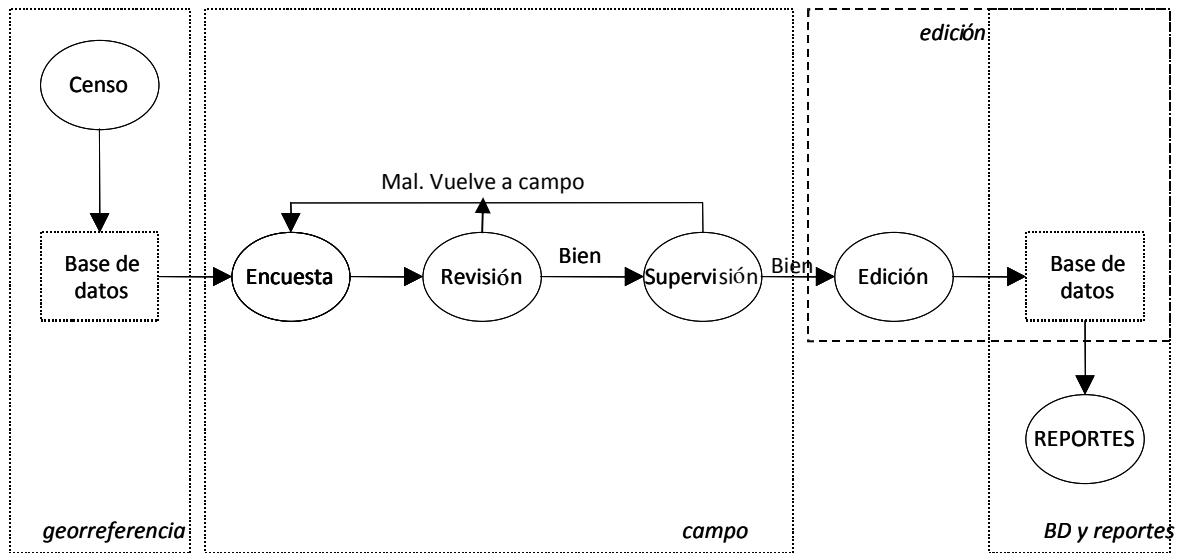 edición
Censo
Mal. Vuelve a campo
Base de
datos
Encuesta
Revisión
Bien
Supervisión
Bien
Edición
Base de
datos
REPORTES
georreferencia
campo
BD y reportes